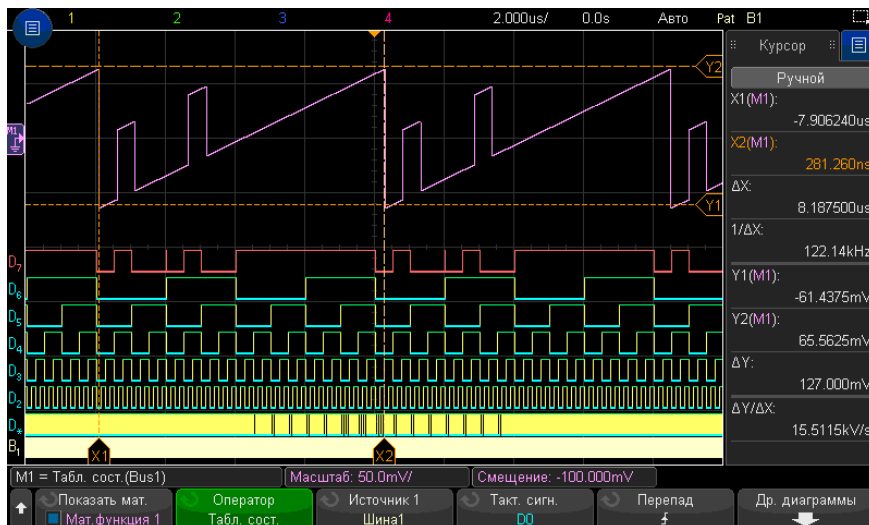 1 2 3 4 2.000us/ 0.0s Авто Pat B1
Курсор
Ручной
X1(M1):
-7.906240us
X2(M1):
281.260ns
ΔX:
8.187500us
1/ΔX:
122.14kHz
Y1(M1):
-61.4375mV
Y2(M1):
65.5625mV
ΔY:
127.000mV
ΔY/ΔX:
15.5115kV/s
Y2
M1
Y1
D7
D6
D5
D4
D3
D2
D*
B1
X1 X2
M1 = Табл. сост.(Bus1) Масштаб: 50.0mV/ Смещение: -100.000mV
Показать мат. Оператор Источник 1 Такт. сигн. Перепад Др. диаграммы
Мат.функция 1 Табл. сост. Шина1 D0